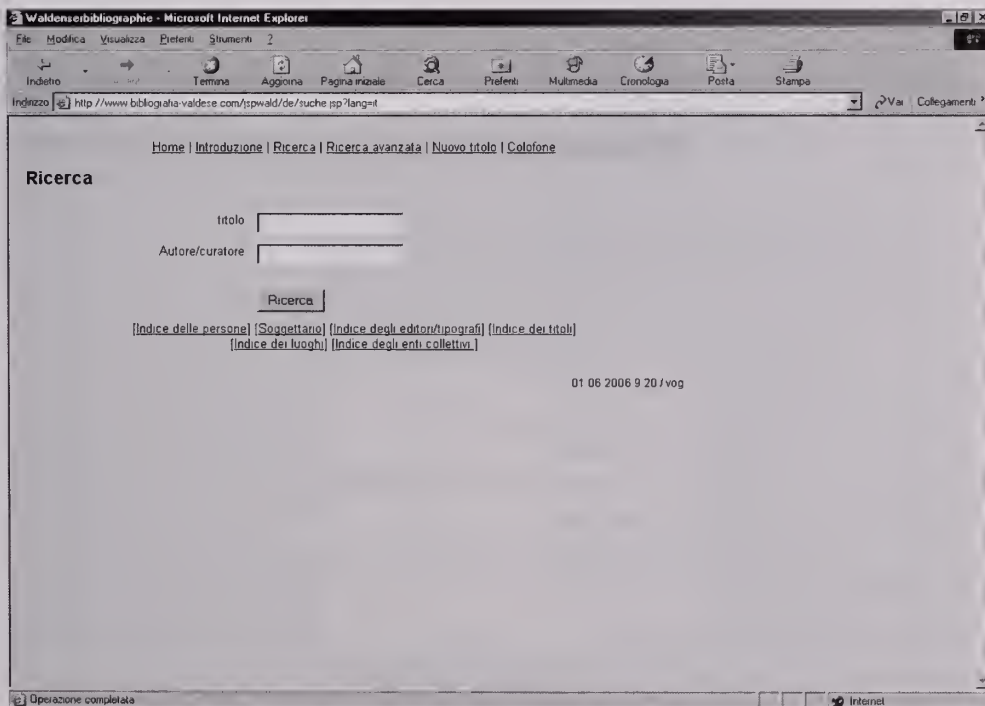 Waldenserbibliographie - Microsoft Internet Explorer
File Modifica Visualizza Preferiti Strumenti ?
Indietro Termina Aggiorna Pagina iniziale Cerca Preferiti Multimedia Cronologia Posta Stampa
Indirizzo http://www.bibliografia-valdese.com/jspwald/de/suche.jsp?lang=it Vai Collegamenti »
Home | Introduzione | Ricerca | Ricerca avanzata | Nuovo titolo | Colofone
Ricerca
titolo
Autore/curatore
Ricerca
[Indice delle persone] [Soggettario] [Indice degli editori/tipografi] [Indice dei titoli]
[Indice dei luoghi] [Indice degli enti collettivi ]
01 06 2006 9 20 / vog
Operazione completata Internet